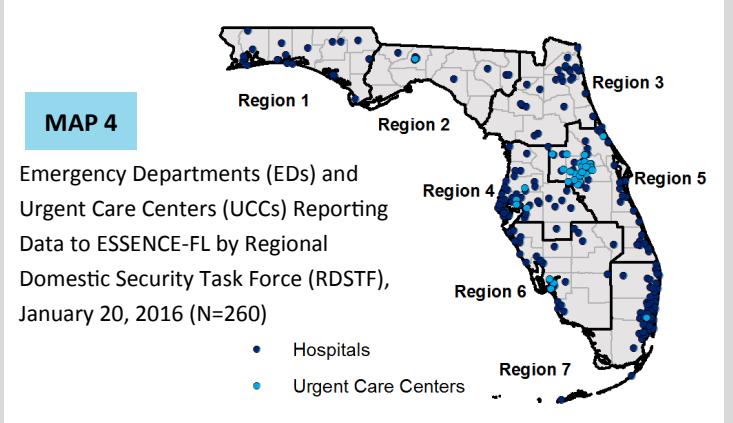 Region 1
Region 2
Region 3
MAP 4
Emergency Departments (EDs) and
Urgent Care Centers (UCCs) Reporting
Data to ESSENCE-FL by Regional
Domestic Security Task Force (RDSTF),
January 20, 2016 (N=260)
Region 4
Region 5
Region 6
Hospitals
Urgent Care Centers
Region 7